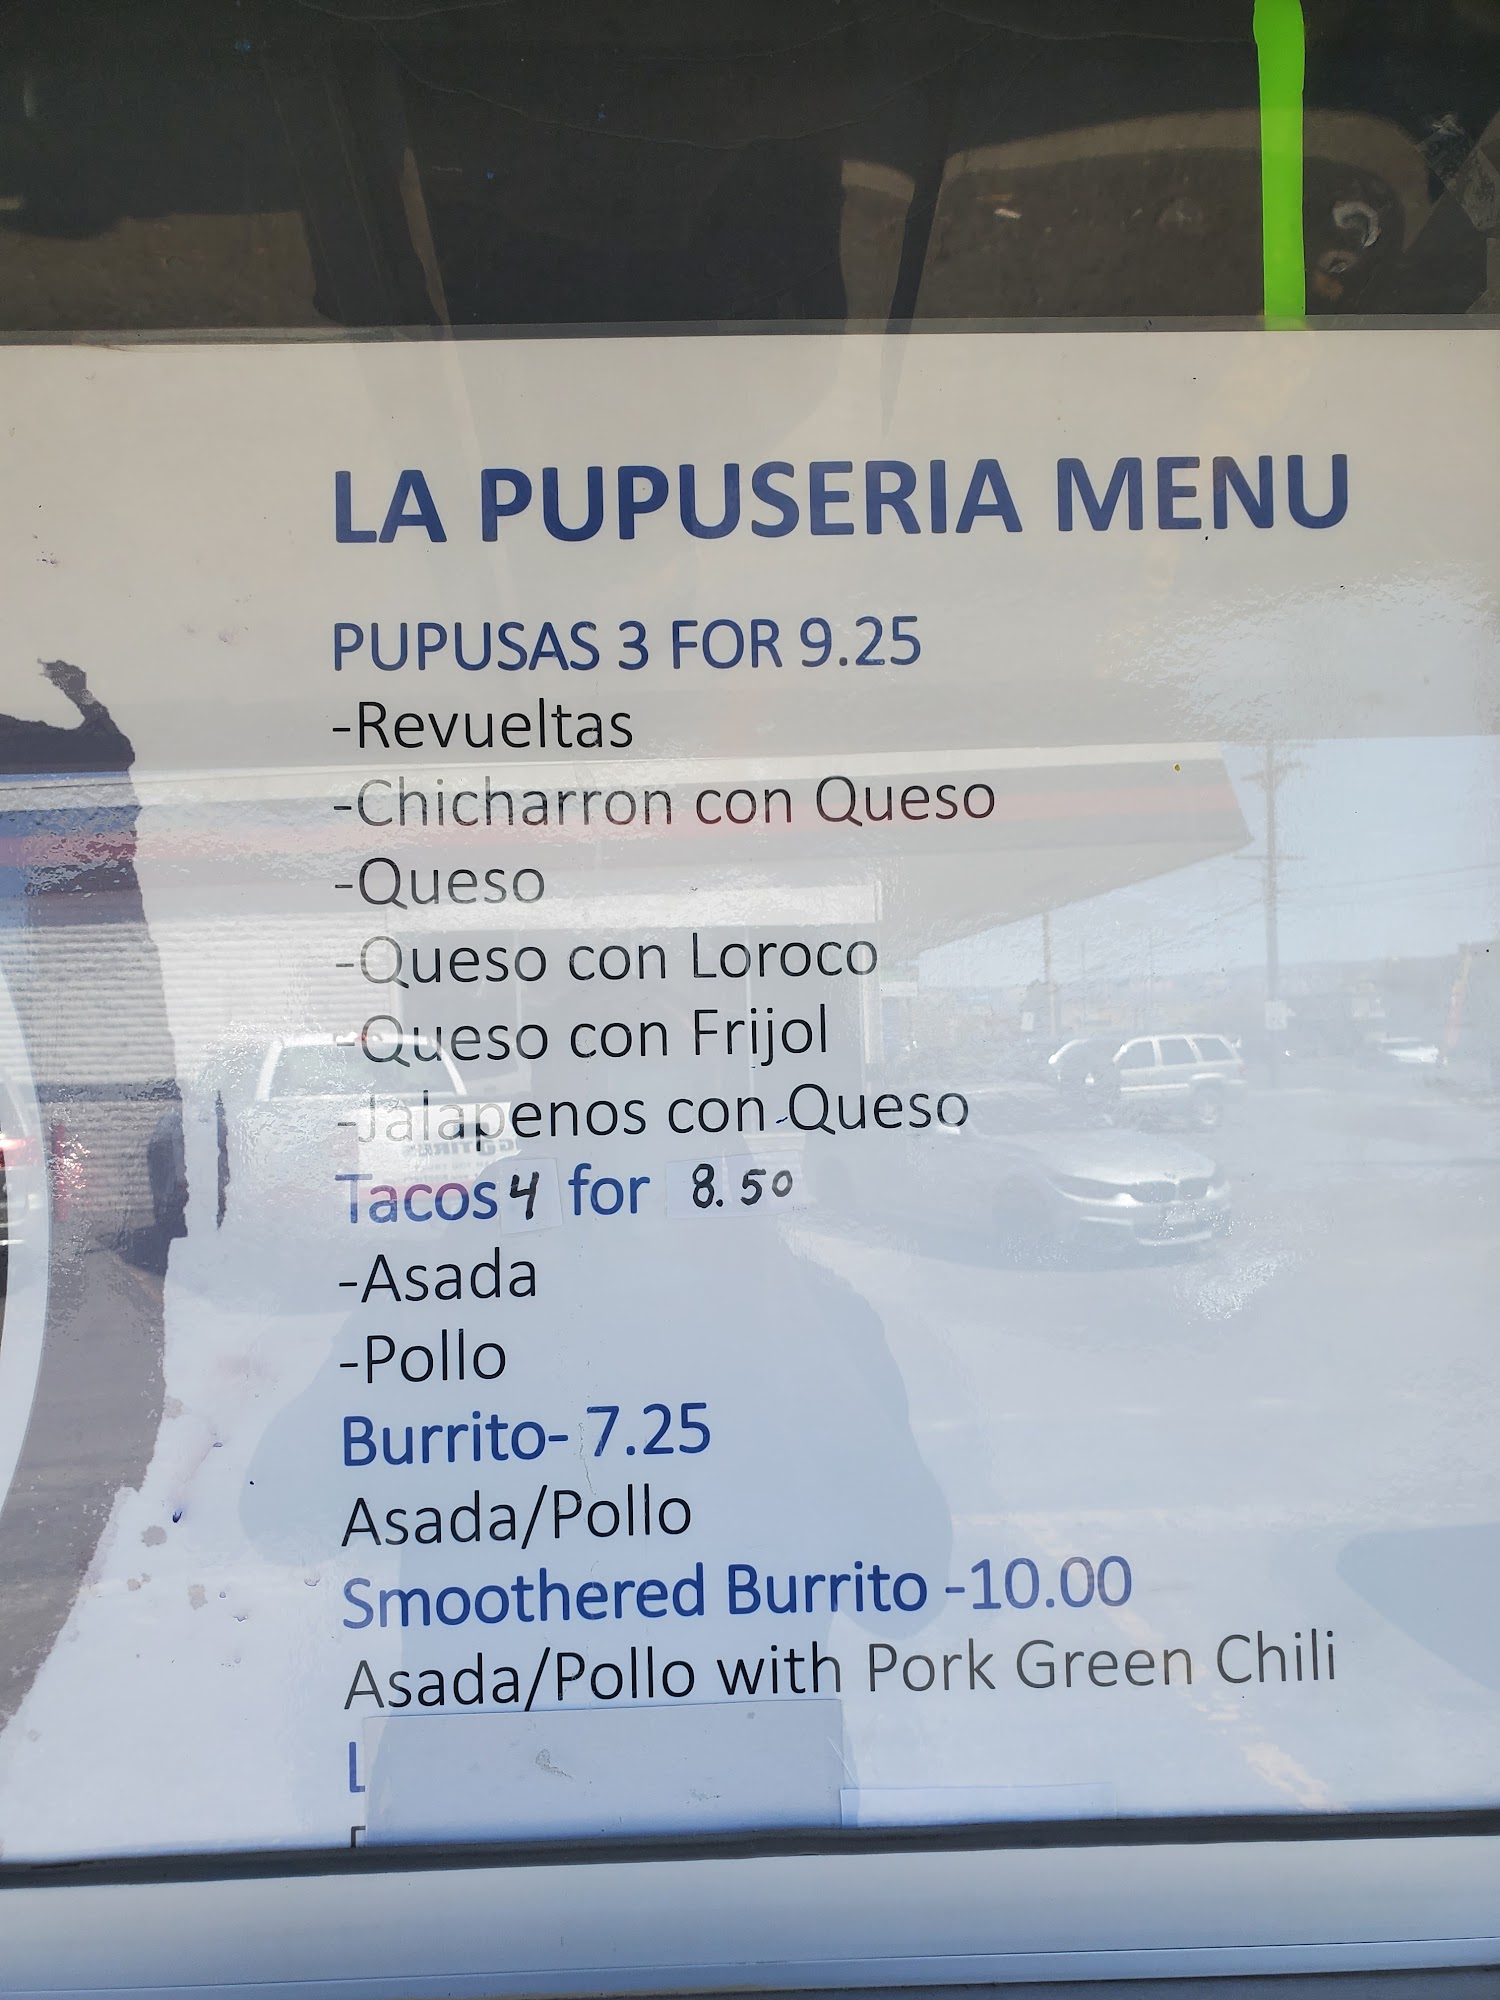 LA PUPUSERIA MENU
PUPUSAS 3 FOR 9.25
-Revueltas
-Chicharron con Queso
-Queso
-Queso con Loroco
-Queso con Frijol
-Jalapenos con Queso
Tacos 4 for 8.50
-Asada
-Pollo
Burrito- 7.25
Asada/Pollo
Smoothered Burrito -10.00
Asada/Pollo with Pork Green Chili